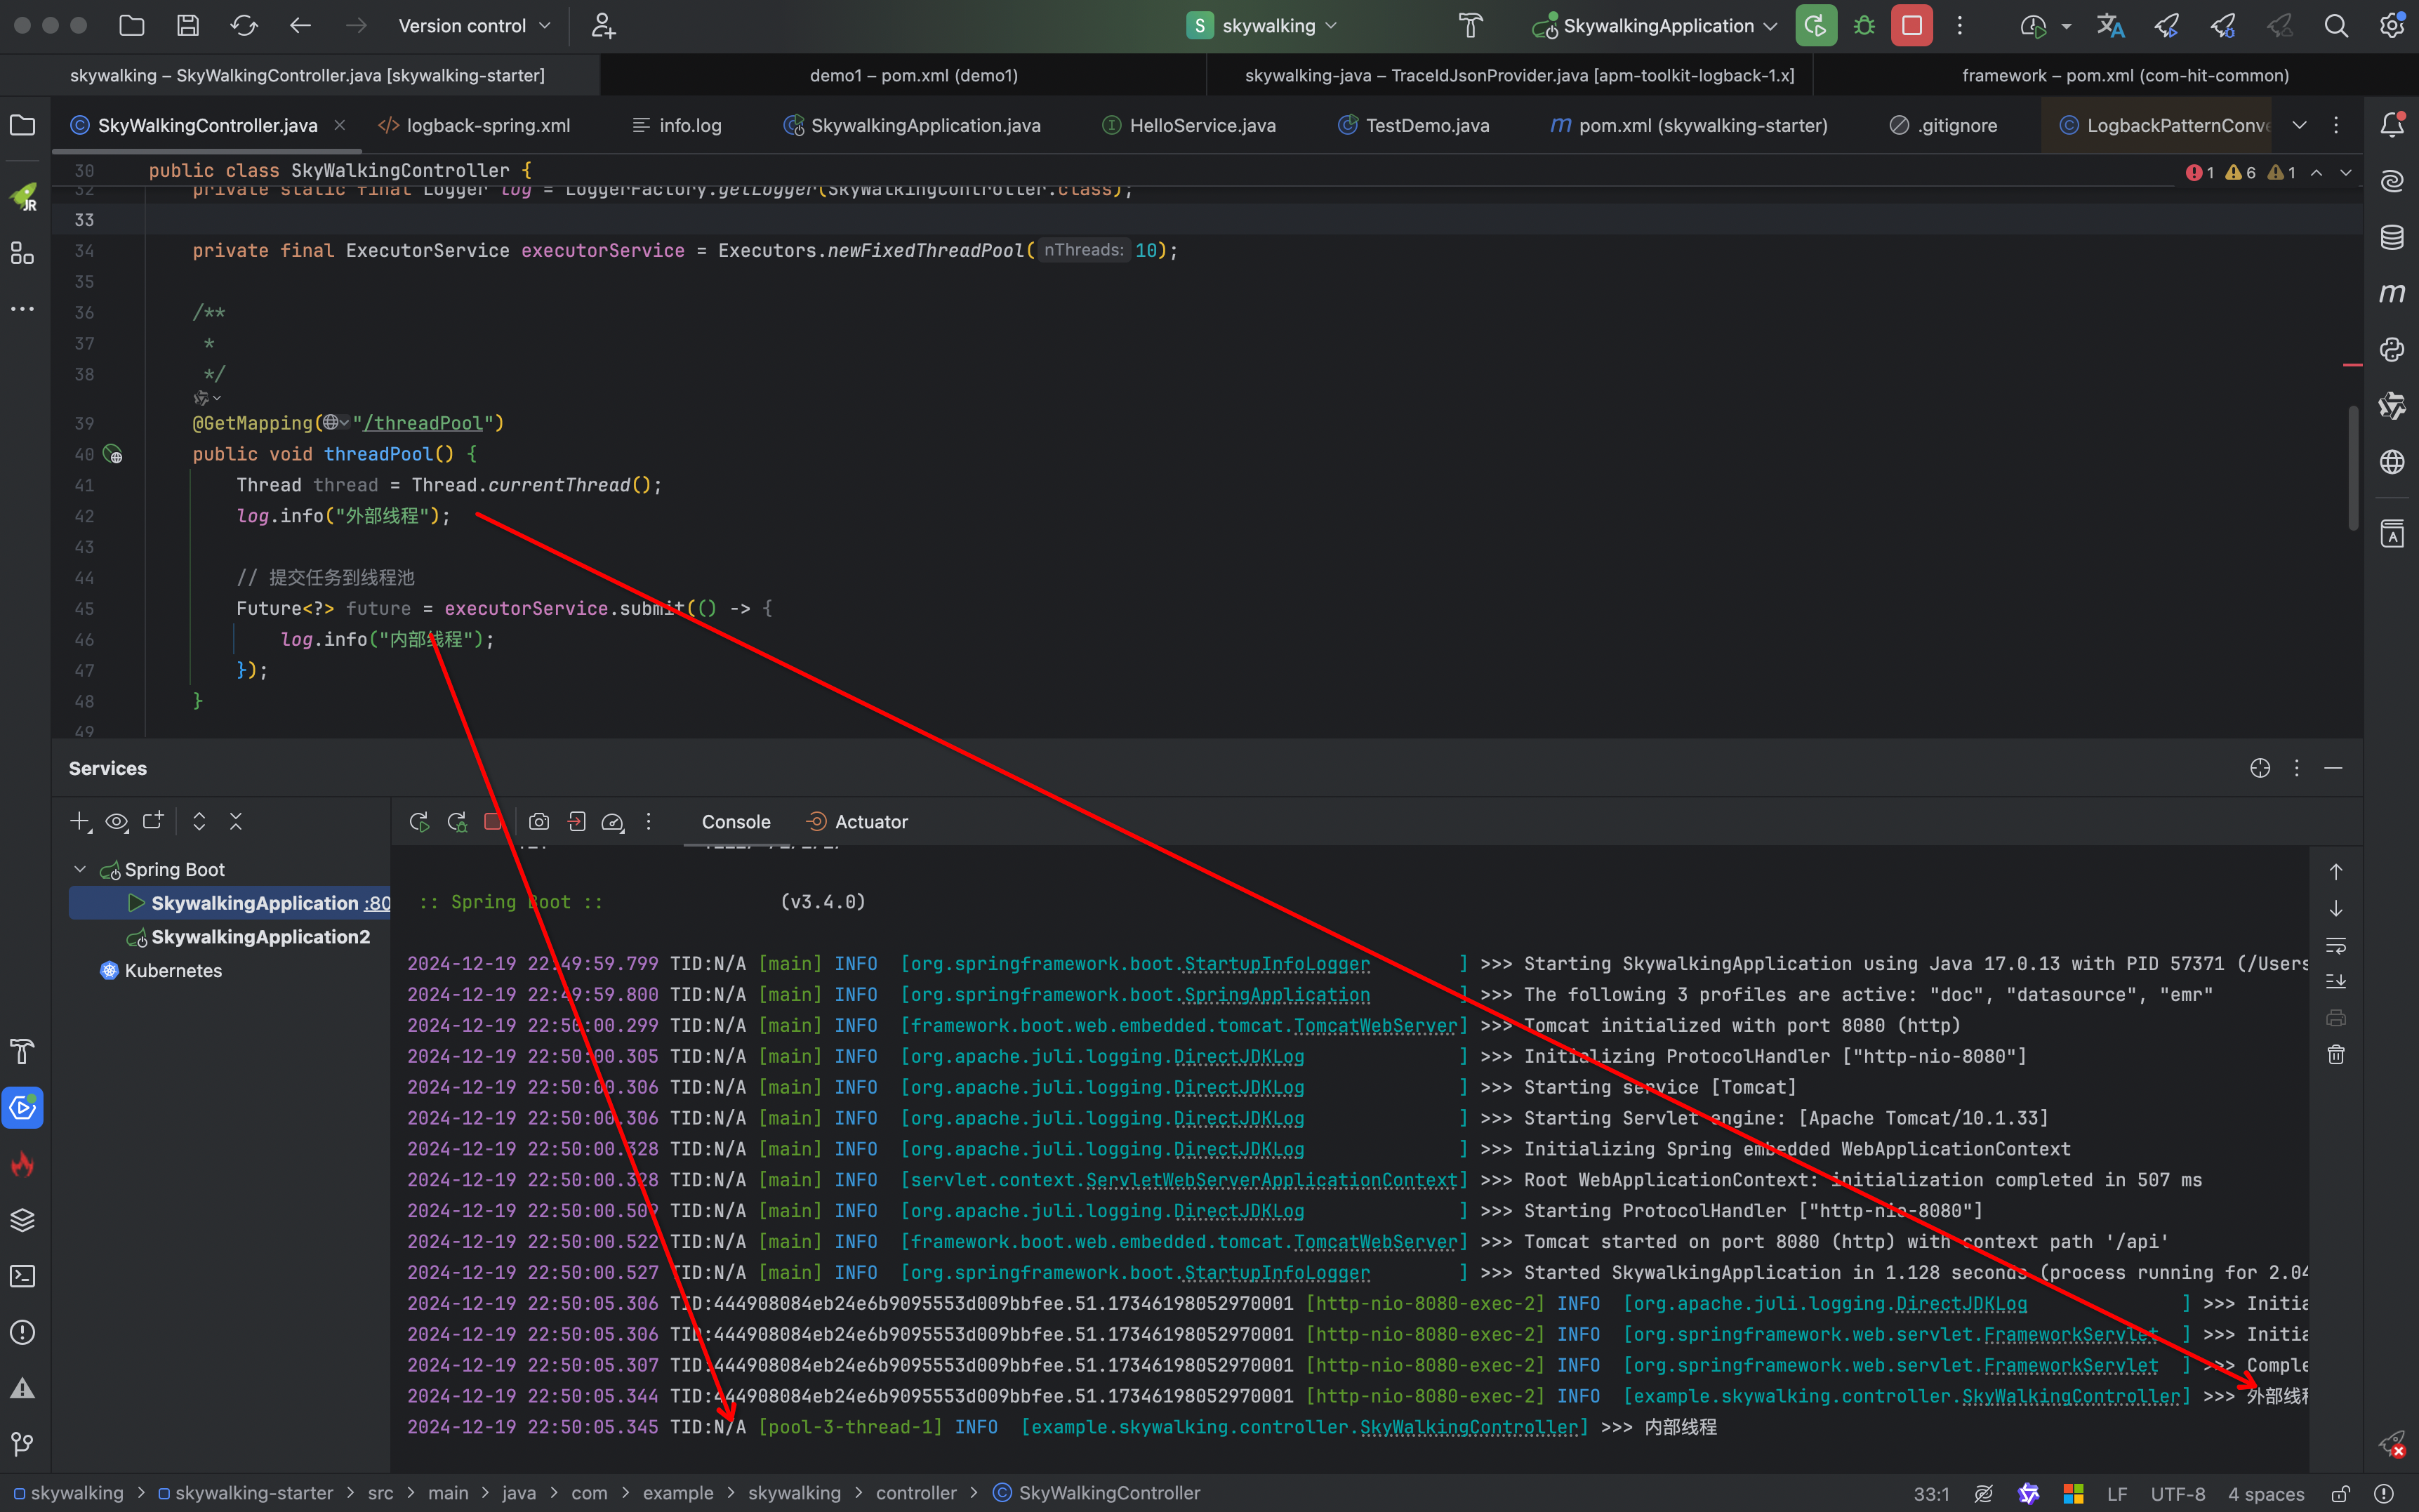 Version control
S skywalking
SkywalkingApplication
skywalking – SkyWalkingController.java [skywalking-starter]
demo1 – pom.xml (demo1)
skywalking-java – TraceIdJsonProvider.java [apm-toolkit-logback-1.x]
framework – pom.xml (com-hit-common)
SkyWalkingController.java
logback-spring.xml
info.log
SkywalkingApplication.java
HelloService.java
TestDemo.java
pom.xml (skywalking-starter)
.gitignore
LogbackPatternConve
30 public class SkyWalkingController {
1 6 1
32 private static final Logger log = LoggerFactory.getLogger(SkyWalkingController.class);
33
34 private final ExecutorService executorService = Executors.newFixedThreadPool( nThreads: 10);
35
36 /**
37 *
38 */
39 @GetMapping("/threadPool")
40 public void threadPool() {
41 Thread thread = Thread.currentThread();
42 log.info("外部线程");
43
44 // 提交任务到线程池
45 Future<?> future = executorService.submit(() -> {
46 log.info("内部线程");
47 });
48 }
49
Services
Console
Actuator
Spring Boot
SkywalkingApplication :80
SkywalkingApplication2
Kubernetes
:: Spring Boot :: (v3.4.0)
2024-12-19 22:49:59.799 TID:N/A [main] INFO [org.springframework.boot.StartupInfoLogger ] >>> Starting SkywalkingApplication using Java 17.0.13 with PID 57371 (/Users
2024-12-19 22:49:59.800 TID:N/A [main] INFO [org.springframework.boot.SpringApplication ] >>> The following 3 profiles are active: "doc", "datasource", "emr"
2024-12-19 22:50:00.299 TID:N/A [main] INFO [framework.boot.web.embedded.tomcat.TomcatWebServer] >>> Tomcat initialized with port 8080 (http)
2024-12-19 22:50:00.305 TID:N/A [main] INFO [org.apache.juli.logging.DirectJDKLog ] >>> Initializing ProtocolHandler ["http-nio-8080"]
2024-12-19 22:50:00.306 TID:N/A [main] INFO [org.apache.juli.logging.DirectJDKLog ] >>> Starting service [Tomcat]
2024-12-19 22:50:00.306 TID:N/A [main] INFO [org.apache.juli.logging.DirectJDKLog ] >>> Starting Servlet engine: [Apache Tomcat/10.1.33]
2024-12-19 22:50:00.328 TID:N/A [main] INFO [org.apache.juli.logging.DirectJDKLog ] >>> Initializing Spring embedded WebApplicationContext
2024-12-19 22:50:00.328 TID:N/A [main] INFO [servlet.context.ServletWebServerApplicationContext] >>> Root WebApplicationContext: initialization completed in 507 ms
2024-12-19 22:50:00.509 TID:N/A [main] INFO [org.apache.juli.logging.DirectJDKLog ] >>> Starting ProtocolHandler ["http-nio-8080"]
2024-12-19 22:50:00.522 TID:N/A [main] INFO [framework.boot.web.embedded.tomcat.TomcatWebServer] >>> Tomcat started on port 8080 (http) with context path '/api'
2024-12-19 22:50:00.527 TID:N/A [main] INFO [org.springframework.boot.StartupInfoLogger ] >>> Started SkywalkingApplication in 1.128 seconds (process running for 2.04
2024-12-19 22:50:05.306 TID:444908084eb24e6b9095553d009bbfee.51.17346198052970001 [http-nio-8080-exec-2] INFO [org.apache.juli.logging.DirectJDKLog ] >>> Initia
2024-12-19 22:50:05.306 TID:444908084eb24e6b9095553d009bbfee.51.17346198052970001 [http-nio-8080-exec-2] INFO [org.springframework.web.servlet.FrameworkServlet ] >>> Initia
2024-12-19 22:50:05.307 TID:444908084eb24e6b9095553d009bbfee.51.17346198052970001 [http-nio-8080-exec-2] INFO [org.springframework.web.servlet.FrameworkServlet ] >>> Comple
2024-12-19 22:50:05.344 TID:444908084eb24e6b9095553d009bbfee.51.17346198052970001 [http-nio-8080-exec-2] INFO [example.skywalking.controller.SkyWalkingController] >>> 外部线程
2024-12-19 22:50:05.345 TID:N/A [pool-3-thread-1] INFO [example.skywalking.controller.SkyWalkingController] >>> 内部线程
skywalking > skywalking-starter > src > main > java > com > example > skywalking > controller > SkyWalkingController
33:1 LF UTF-8 4 spaces